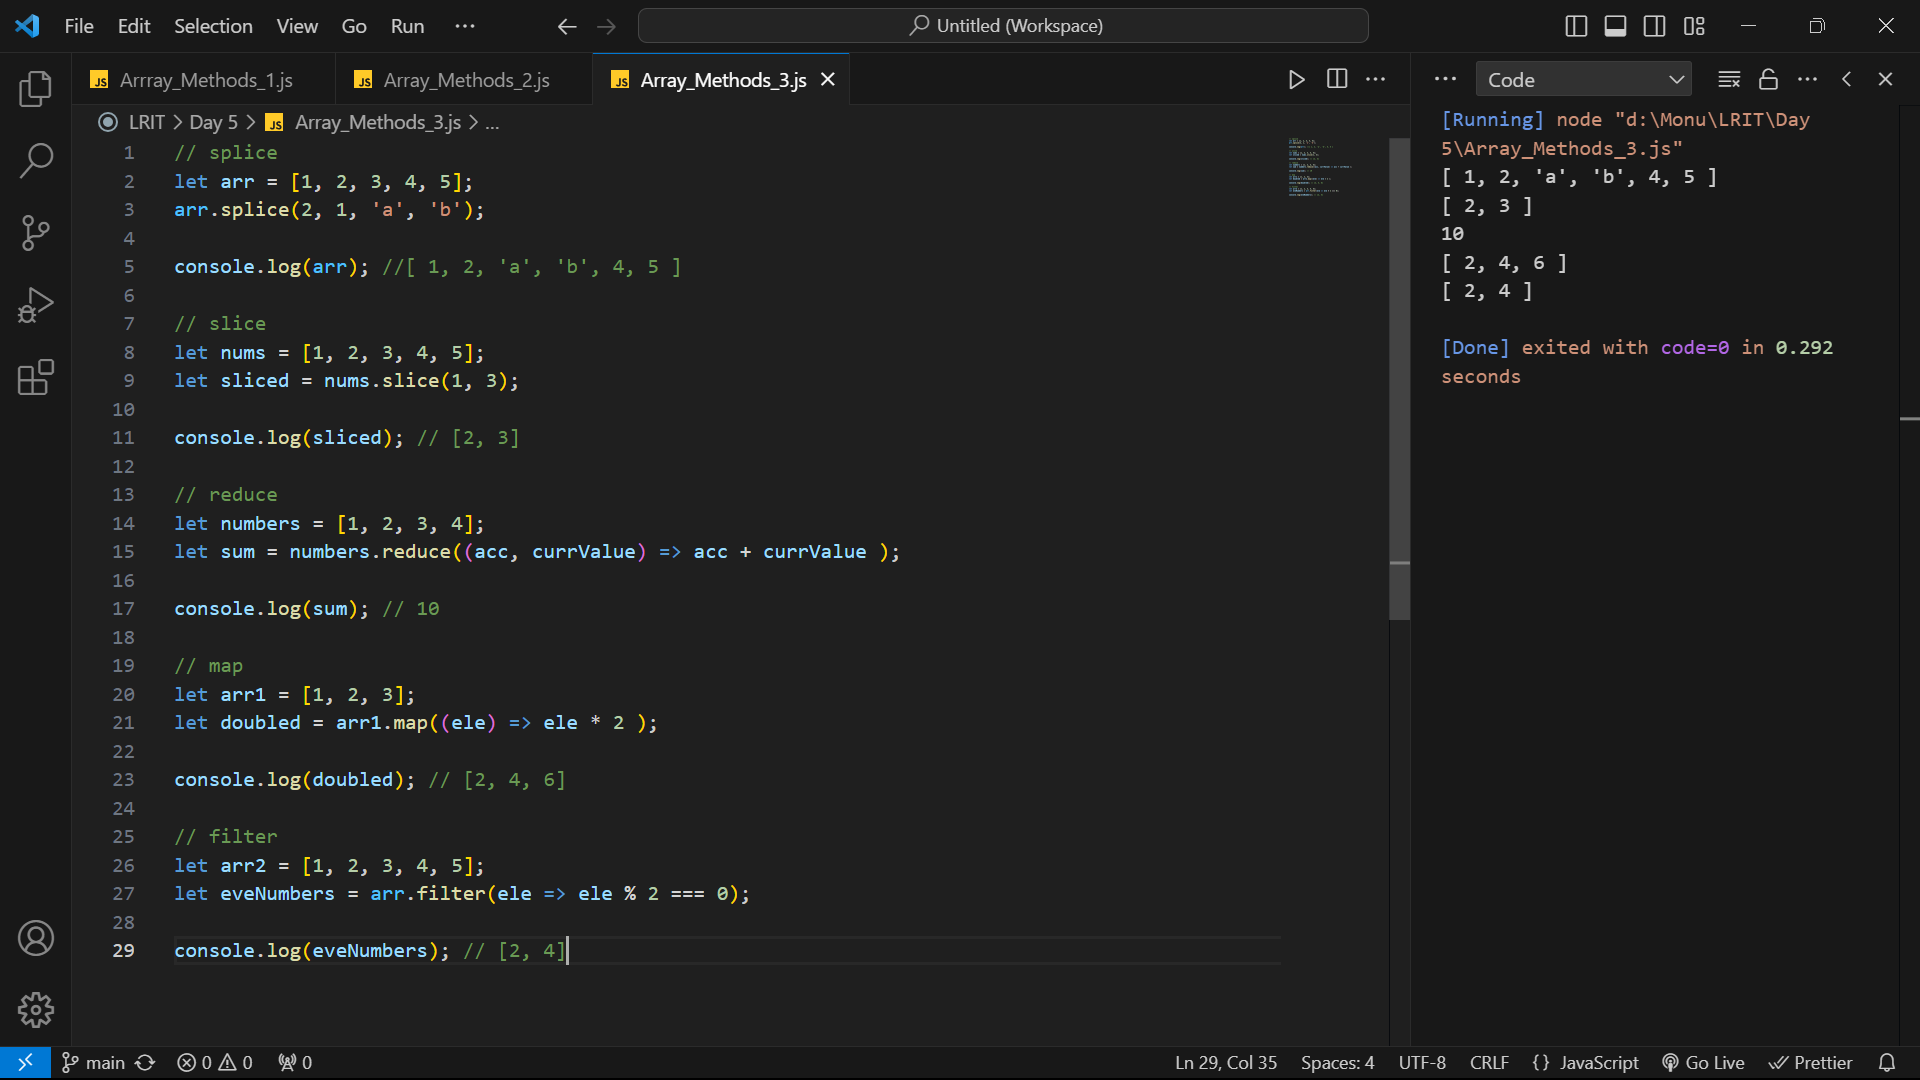 File Edit Selection View Go Run ··· Untitled (Workspace)
JS Arrray_Methods_1.js JS Array_Methods_2.js JS Array_Methods_3.js
LRIT > Day 5 > JS Array_Methods_3.js > ...
1 // splice
2 let arr = [1, 2, 3, 4, 5];
3 arr.splice(2, 1, 'a', 'b');
4
5 console.log(arr); //[ 1, 2, 'a', 'b', 4, 5 ]
6
7 // slice
8 let nums = [1, 2, 3, 4, 5];
9 let sliced = nums.slice(1, 3);
10
11 console.log(sliced); // [2, 3]
12
13 // reduce
14 let numbers = [1, 2, 3, 4];
15 let sum = numbers.reduce((acc, currValue) => acc + currValue );
16
17 console.log(sum); // 10
18
19 // map
20 let arr1 = [1, 2, 3];
21 let doubled = arr1.map((ele) => ele * 2 );
22
23 console.log(doubled); // [2, 4, 6]
24
25 // filter
26 let arr2 = [1, 2, 3, 4, 5];
27 let eveNumbers = arr.filter(ele => ele % 2 === 0);
28
29 console.log(eveNumbers); // [2, 4]
Code
[Running] node "d:\Monu\LRIT\Day
5\Array_Methods_3.js"
[ 1, 2, 'a', 'b', 4, 5 ]
[ 2, 3 ]
10
[ 2, 4, 6 ]
[ 2, 4 ]
[Done] exited with code=0 in 0.292
seconds
main 0 0 0 Ln 29, Col 35 Spaces: 4 UTF-8 CRLF {} JavaScript Go Live Prettier